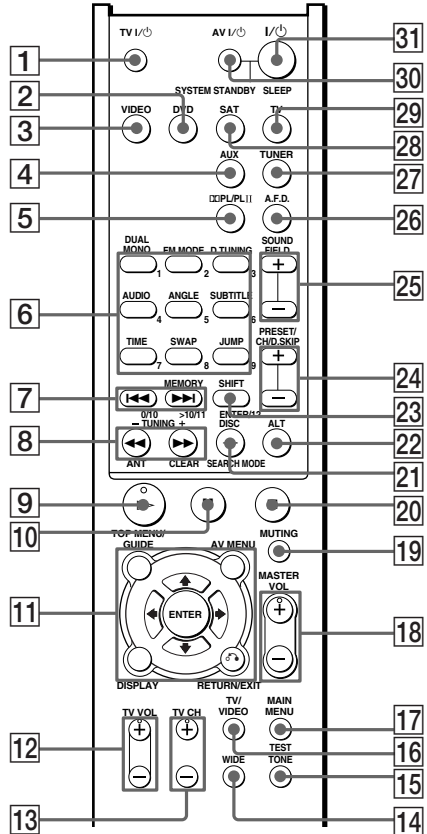 TV I/⏻ AV I/⏻ I/⏻
31
1
30
2 SYSTEM STANDBY SLEEP
29
VIDEO DVD SAT TV
3
28
AUX TUNER
4 27
DDPL/PLII A.F.D.
5
26
DUAL MONO FM MODE D.TUNING SOUND FIELD
1 2 3 +
25
AUDIO ANGLE SUBTITLE
6 4 5 6 −
TIME SWAP JUMP PRESET/ CH/D.SKIP
7 8 9 +
24
MEMORY SHIFT −
7
23
0/10 >10/11 ENTER/12
− TUNING + DISC ALT
8 22
ANT CLEAR SEARCH MODE
21
9 20
10
TOP MENU/ GUIDE AV MENU MUTING
19
MASTER VOL
+
11 ENTER
18
−
DISPLAY RETURN/EXIT
TV VOL TV CH TV/ VIDEO MAIN MENU
+ + 17
12 16
WIDE TEST TONE
− − 15
13 14